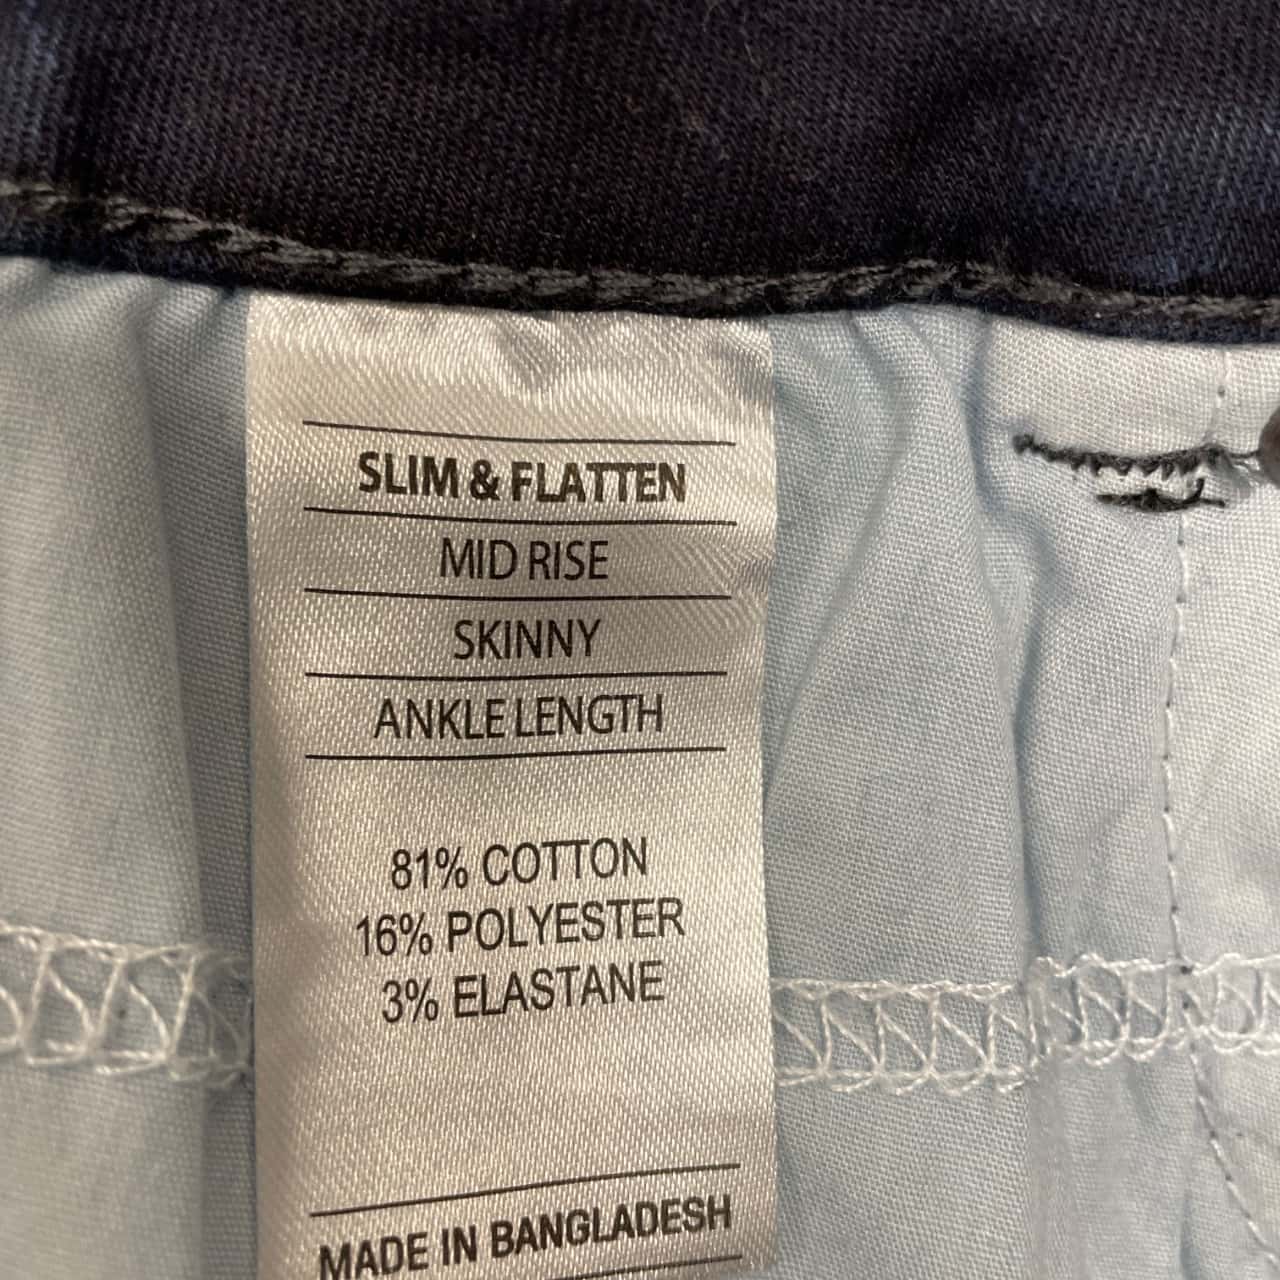 SLIM & FLATTEN
MID RISE
SKINNY
ANKLE LENGTH
81% COTTON
16% POLYESTER
3% ELASTANE
MADE IN BANGLADESH